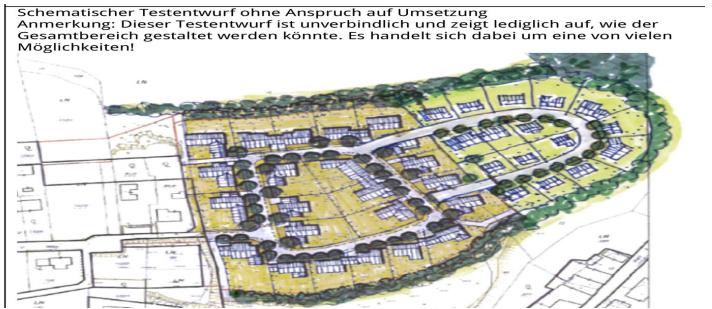 Schematischer Testentwurf ohne Anspruch auf Umsetzung
Anmerkung: Dieser Testentwurf ist unverbindlich und zeigt lediglich auf, wie der
Gesamtbereich gestaltet werden könnte. Es handelt sich dabei um eine von vielen
Möglichkeiten!